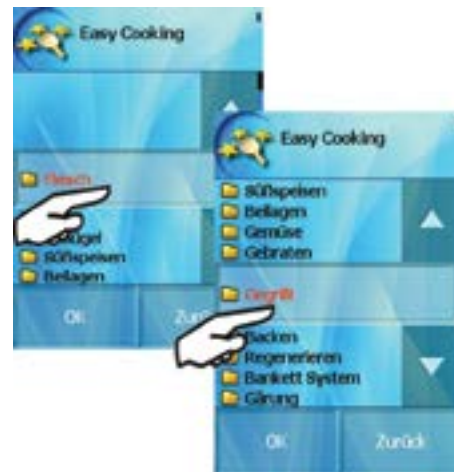 Easy Cooking
Fleisch
Süßspeisen
Beilagen
OK
Easy Cooking
Süßspeisen
Beilagen
Gemüse
Gebraten
Gegrillt
Backen
Regenerieren
Bankett System
Gärung
OK
Zurück